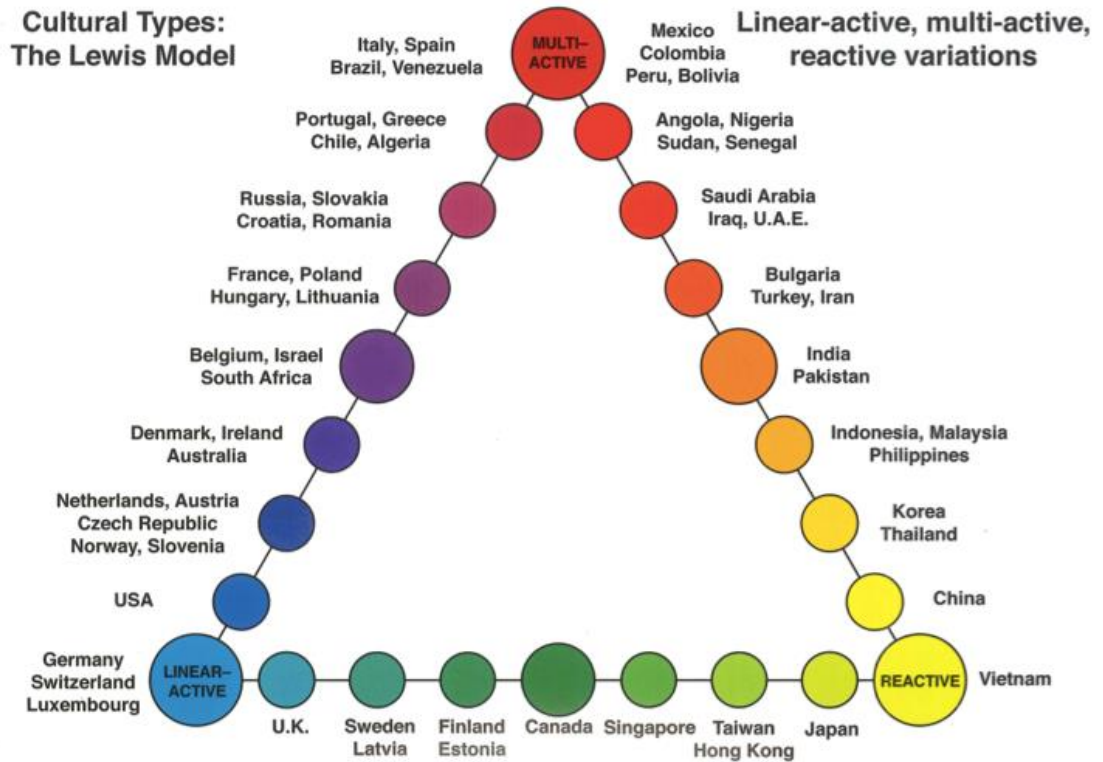 Cultural Types:
The Lewis Model
Linear-active, multi-active,
reactive variations
MULTI–
ACTIVE
Italy, Spain
Brazil, Venezuela
Mexico
Colombia
Peru, Bolivia
Portugal, Greece
Chile, Algeria
Angola, Nigeria
Sudan, Senegal
Russia, Slovakia
Croatia, Romania
Saudi Arabia
Iraq, U.A.E.
France, Poland
Hungary, Lithuania
Bulgaria
Turkey, Iran
Belgium, Israel
South Africa
India
Pakistan
Denmark, Ireland
Australia
Indonesia, Malaysia
Philippines
Netherlands, Austria
Czech Republic
Norway, Slovenia
Korea
Thailand
USA
China
Germany
Switzerland
Luxembourg
LINEAR–
ACTIVE
REACTIVE
Vietnam
U.K.
Sweden
Latvia
Finland
Estonia
Canada
Singapore
Taiwan
Hong Kong
Japan